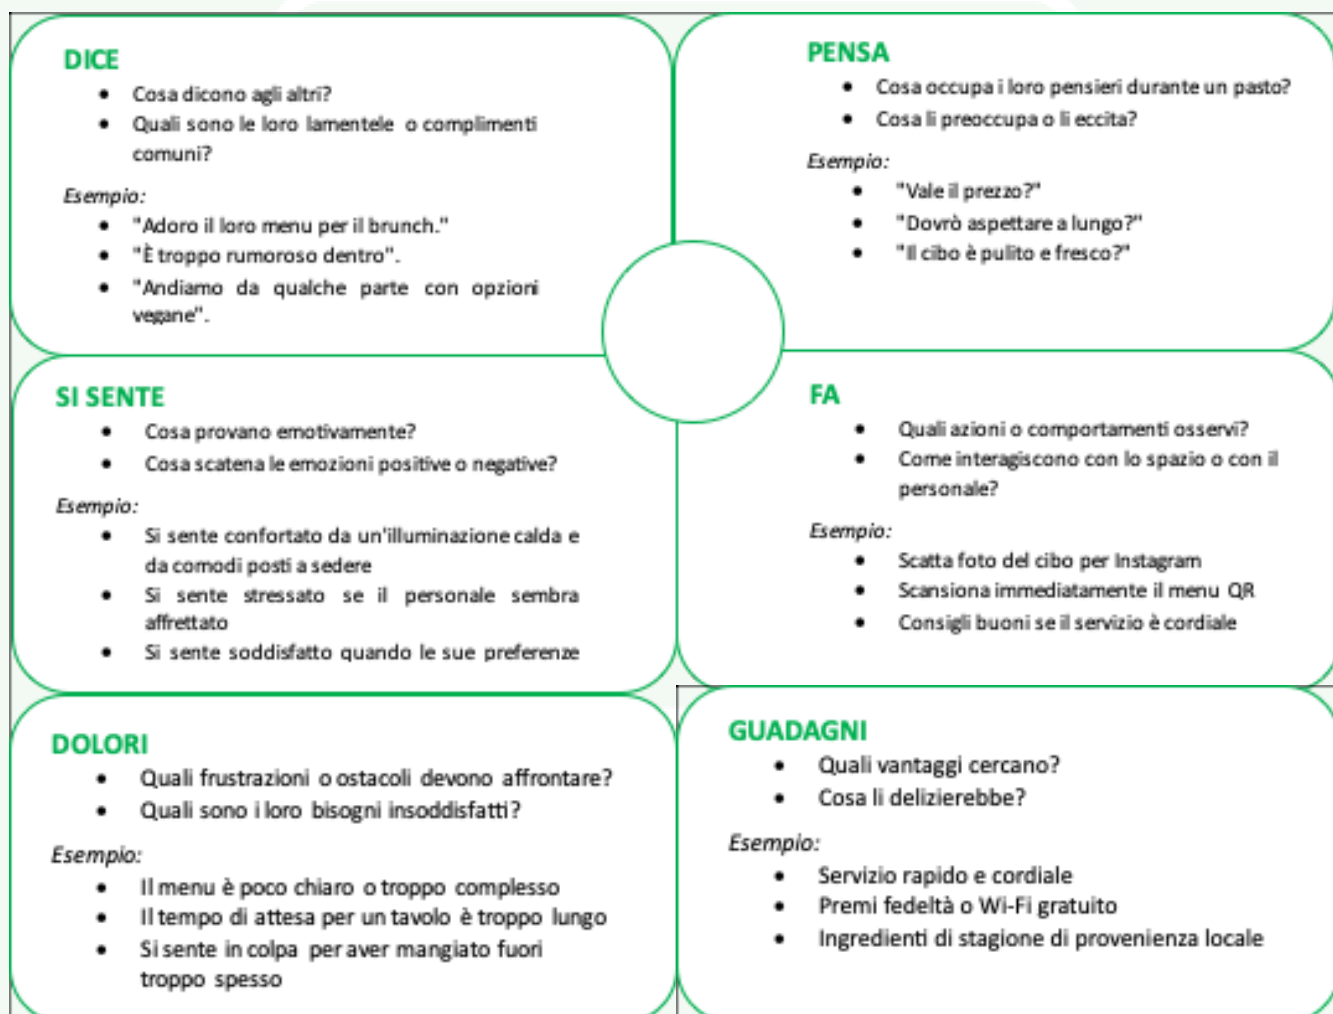 DICE
• Cosa dicono agli altri?
• Quali sono le loro lamentele o complimenti
comuni?
Esempio:
• "Adoro il loro menu per il brunch."
• "È troppo rumoroso dentro".
• "Andiamo da qualche parte con opzioni
vegane".
PENSA
• Cosa occupa i loro pensieri durante un pasto?
• Cosa li preoccupa o li eccita?
Esempio:
• "Vale il prezzo?"
• "Dovrò aspettare a lungo?"
• "Il cibo è pulito e fresco?"
SI SENTE
• Cosa provano emotivamente?
• Cosa scatena le emozioni positive o negative?
Esempio:
• Si sente confortato da un'illuminazione calda e
da comodi posti a sedere
• Si sente stressato se il personale sembra
affrettato
• Si sente soddisfatto quando le sue preferenze
FA
• Quali azioni o comportamenti osservi?
• Come interagiscono con lo spazio o con il
personale?
Esempio:
• Scatta foto del cibo per Instagram
• Scansiona immediatamente il menu QR
• Consigli buoni se il servizio è cordiale
DOLORI
• Quali frustrazioni o ostacoli devono affrontare?
• Quali sono i loro bisogni insoddisfatti?
Esempio:
• Il menu è poco chiaro o troppo complesso
• Il tempo di attesa per un tavolo è troppo lungo
• Si sente in colpa per aver mangiato fuori
troppo spesso
GUADAGNI
• Quali vantaggi cercano?
• Cosa li delizierebbe?
Esempio:
• Servizio rapido e cordiale
• Premi fedeltà o Wi-Fi gratuito
• Ingredienti di stagione di provenienza locale